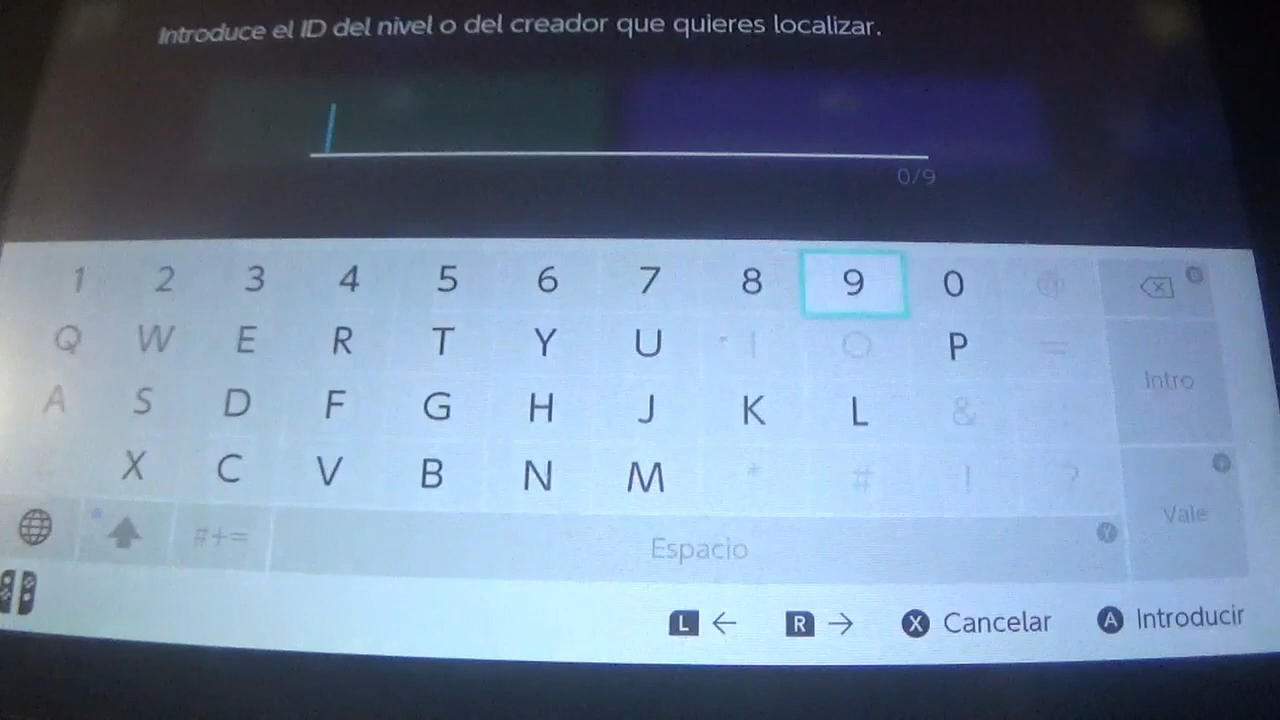 Introduce el ID del nivel o del creador que quieres localizar.
0/9
1 2 3 4 5 6 7 8 9 0 @
Q W E R T Y U I O P =
Intro
A S D F G H J K L &
X C V B N M * # ! ?
Vale
#+= Espacio Y
L ← R → X Cancelar A Introducir